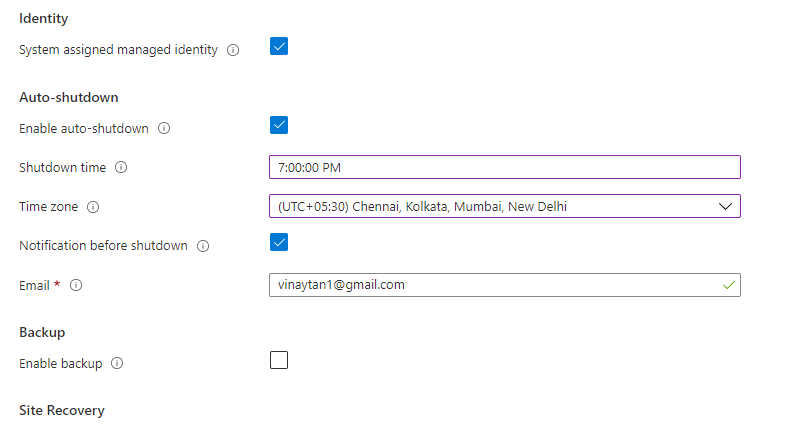 Identity
System assigned managed identity
Auto-shutdown
Enable auto-shutdown
Shutdown time 7:00:00 PM
Time zone (UTC+05:30) Chennai, Kolkata, Mumbai, New Delhi
Notification before shutdown
Email * vinaytan1@gmail.com
Backup
Enable backup
Site Recovery